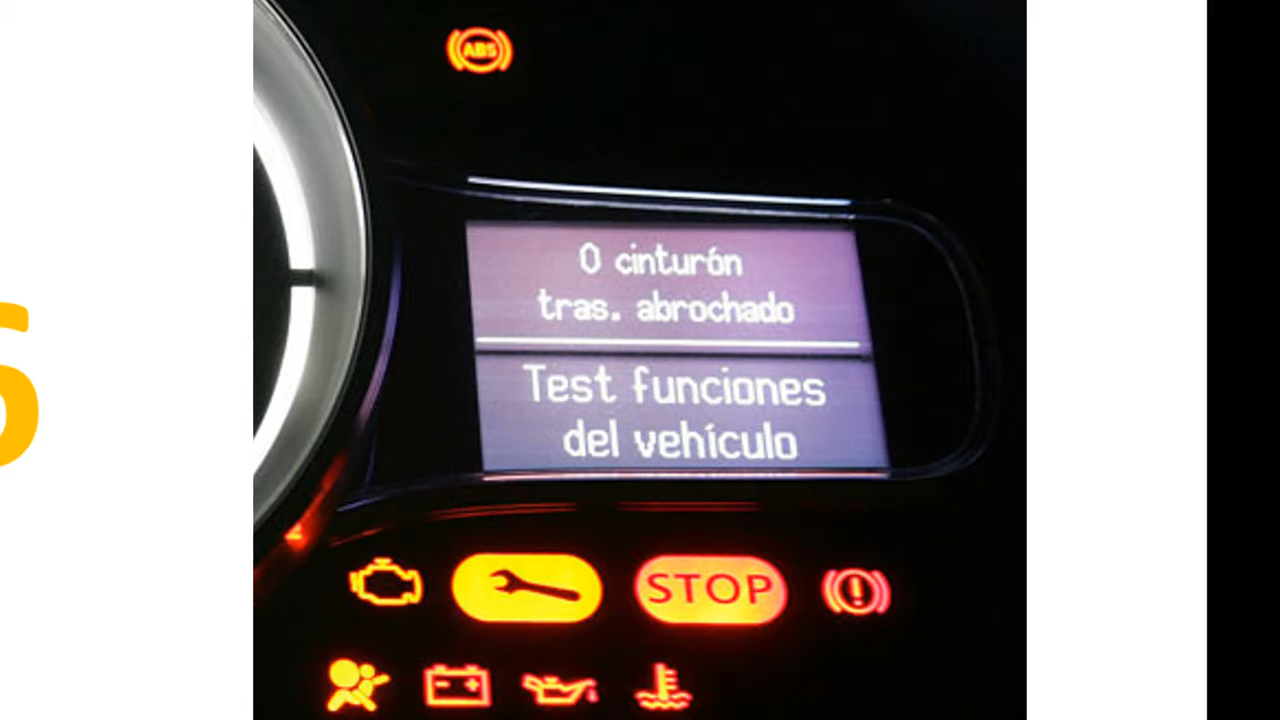 ABS
0 cinturón
tras. abrochado
Test funciones
del vehículo
STOP